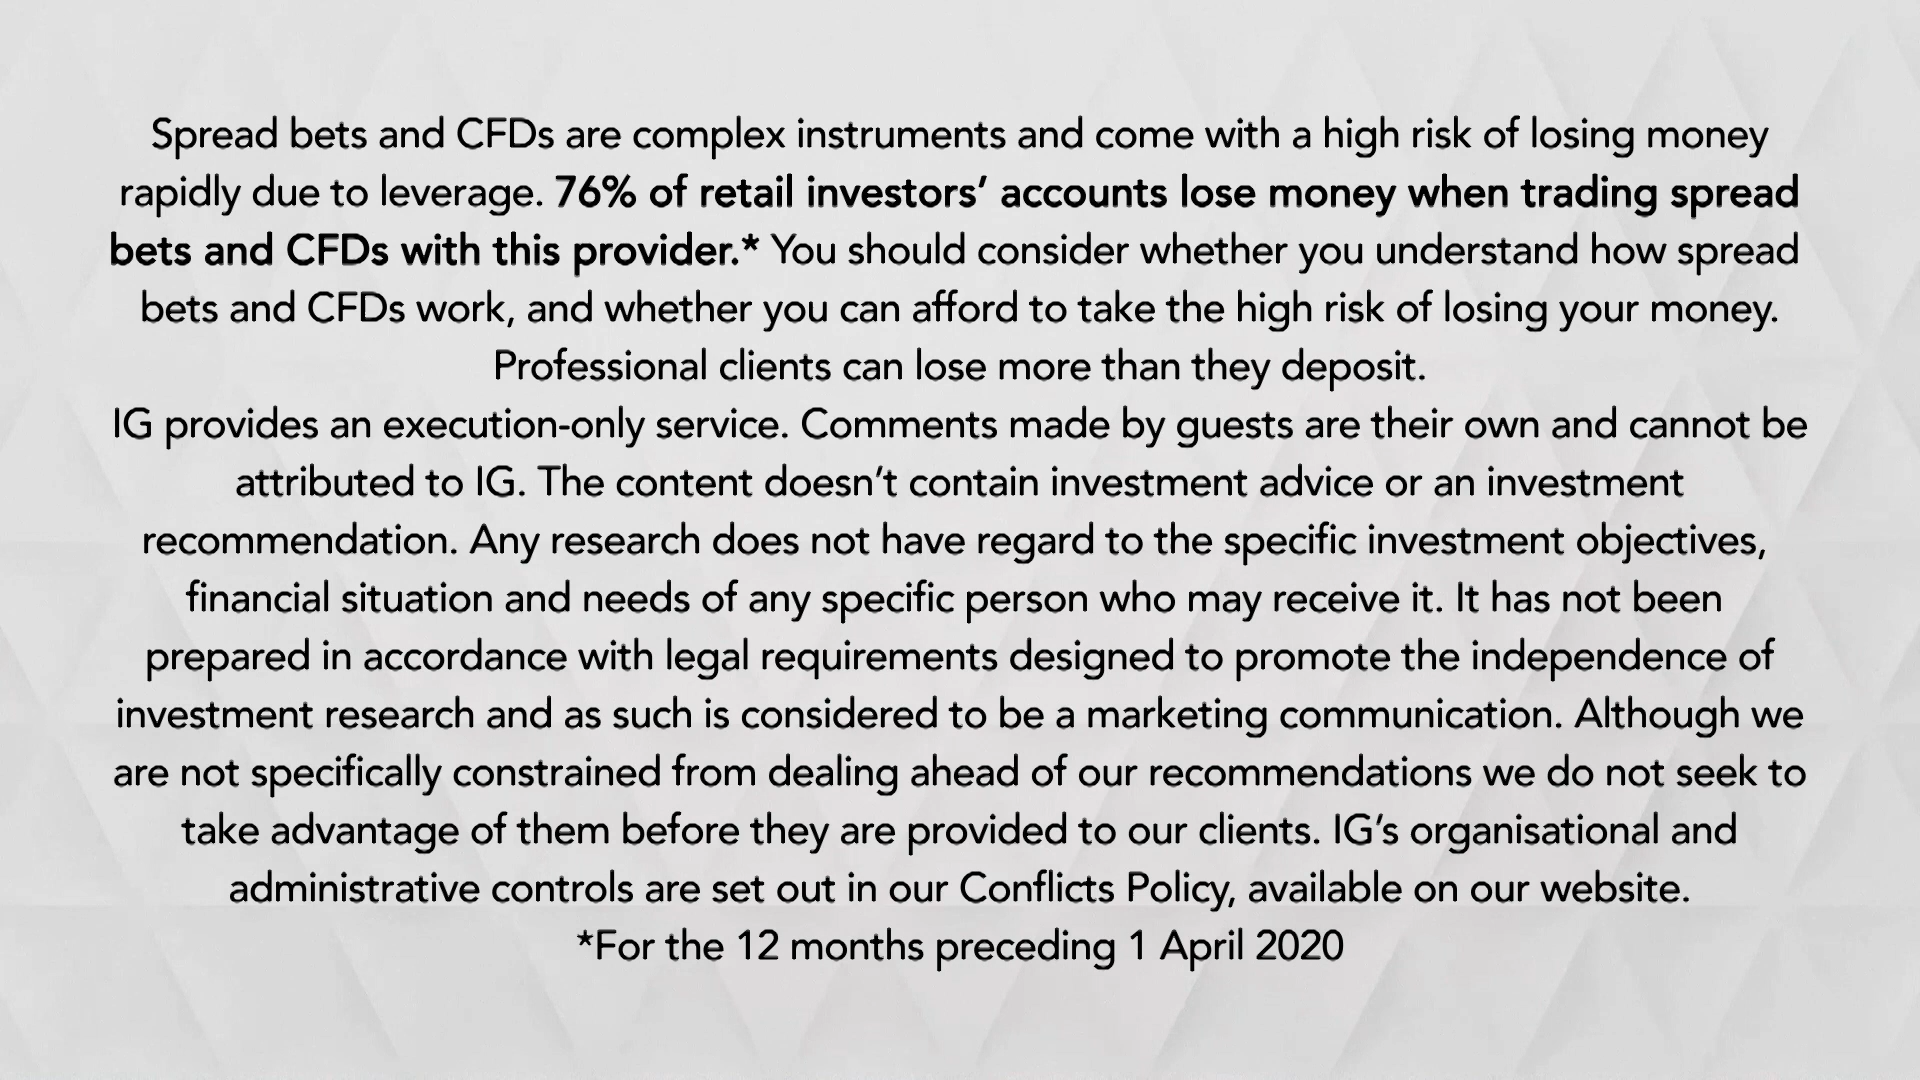 Spread bets and CFDs are complex instruments and come with a high risk of losing money
rapidly due to leverage. 76% of retail investors’ accounts lose money when trading spread
bets and CFDs with this provider.* You should consider whether you understand how spread
bets and CFDs work, and whether you can afford to take the high risk of losing your money.
Professional clients can lose more than they deposit.
IG provides an execution-only service. Comments made by guests are their own and cannot be
attributed to IG. The content doesn’t contain investment advice or an investment
recommendation. Any research does not have regard to the specific investment objectives,
financial situation and needs of any specific person who may receive it. It has not been
prepared in accordance with legal requirements designed to promote the independence of
investment research and as such is considered to be a marketing communication. Although we
are not specifically constrained from dealing ahead of our recommendations we do not seek to
take advantage of them before they are provided to our clients. IG’s organisational and
administrative controls are set out in our Conflicts Policy, available on our website.
*For the 12 months preceding 1 April 2020